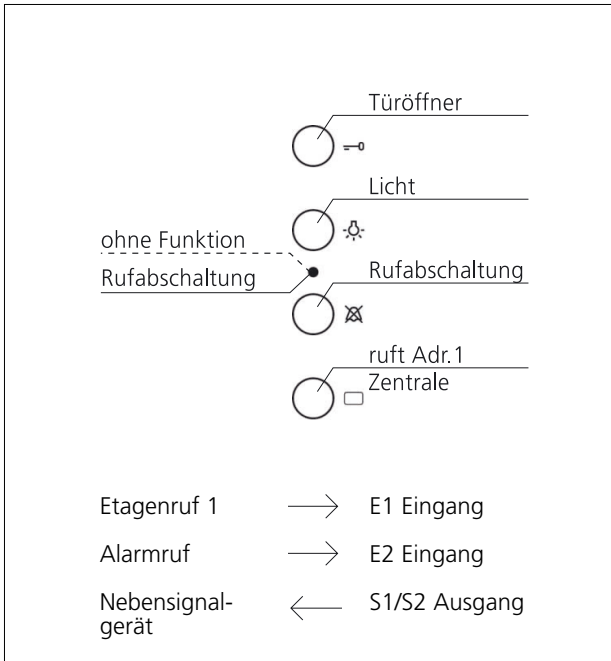 Türöffner
Licht
ohne Funktion
Rufabschaltung
Rufabschaltung
ruft Adr.1
Zentrale
Etagenruf 1 E1 Eingang
Alarmruf E2 Eingang
Nebensignal- S1/S2 Ausgang
gerät